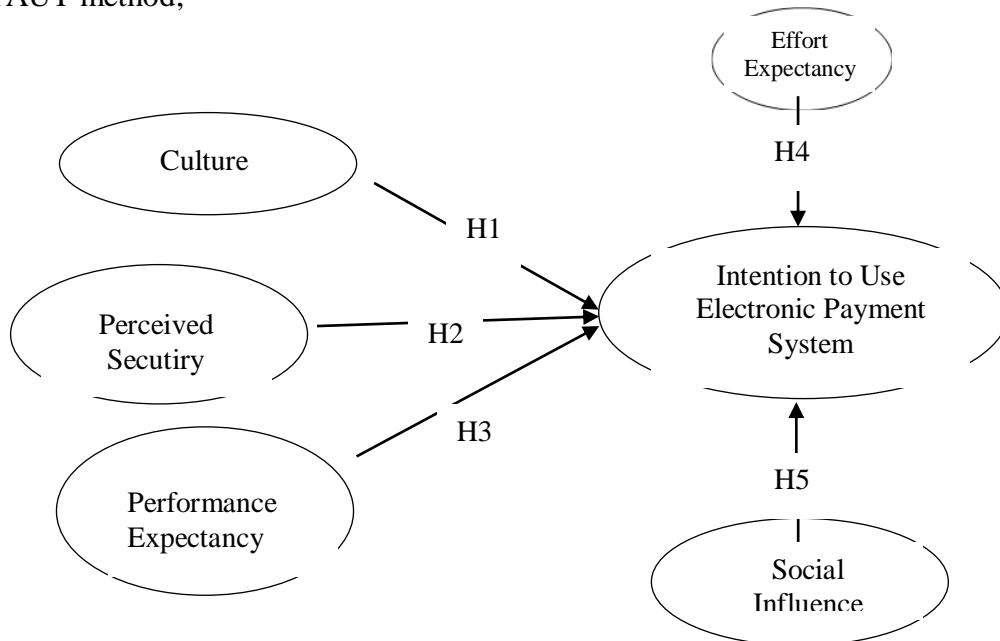 method,
Effort
Expectancy
H4
Culture
H1
Intention to Use
Electronic Payment
System
Perceived
Secutiry
H2
H3
Performance
Expectancy
H5
Social
Influence